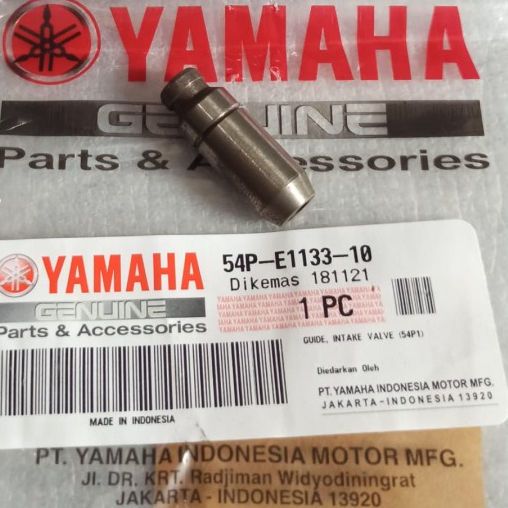 YAMAHA
GENUINE
Parts & Accessories
YAMAHA
GENUINE
Parts & Accessories
54P-E1133-10
Dikemas 181121
1 PC
GUIDE, INTAKE VALVE (54P1)
Diedarkan Oleh
PT. YAMAHA INDONESIA MOTOR MFG.
JAKARTA - INDONESIA 13920
MADE IN INDONESIA
PT. YAMAHA INDONESIA MOTOR MFG.
Jl. DR. KRT. Radjiman Widyodiningrat
JAKARTA - INDONESIA 13920